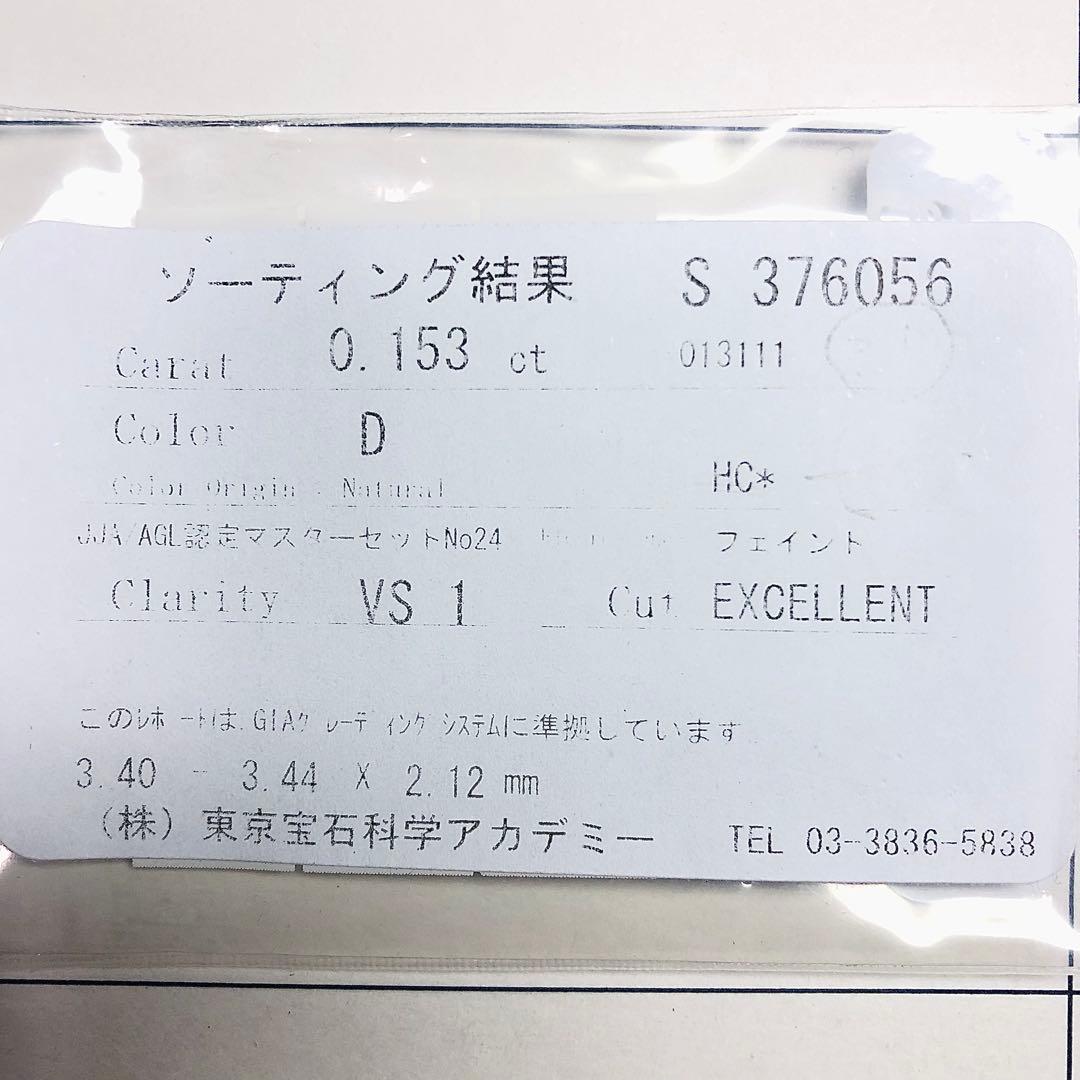 ソーティング結果 S 376056
Carat 0.153 ct 013111
Color D
Color Origin : Natural HC*
JJA/AGL認定マスターセットNo24 フェイント
Clarity VS 1 Cut EXCELLENT
このレポートは、GIAグレーディングシステムに準拠しています
3.40 - 3.44 X 2.12 mm
(株) 東京宝石科学アカデミー TEL 03-3836-5838